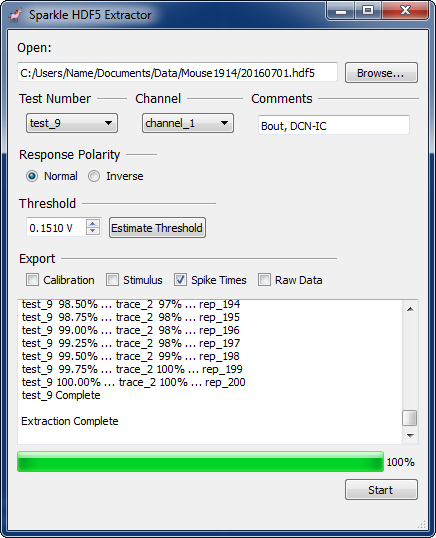 Sparkle HDF5 Extractor
Open:
C:/Users/Name/Documents/Data/Mouse1914/20160701.hdf5 Browse...
Test Number Channel Comments
test_9 channel_1 Bout, DCN-IC
Response Polarity
Normal Inverse
Threshold
0.1510 V Estimate Threshold
Export
Calibration Stimulus Spike Times Raw Data
test_9 98.50% ... trace_2 97% ... rep_194
test_9 98.75% ... trace_2 98% ... rep_195
test_9 99.00% ... trace_2 98% ... rep_196
test_9 99.25% ... trace_2 98% ... rep_197
test_9 99.50% ... trace_2 99% ... rep_198
test_9 99.75% ... trace_2 100% ... rep_199
test_9 100.00% ... trace_2 100% ... rep_200
test_9 Complete
Extraction Complete
100%
Start